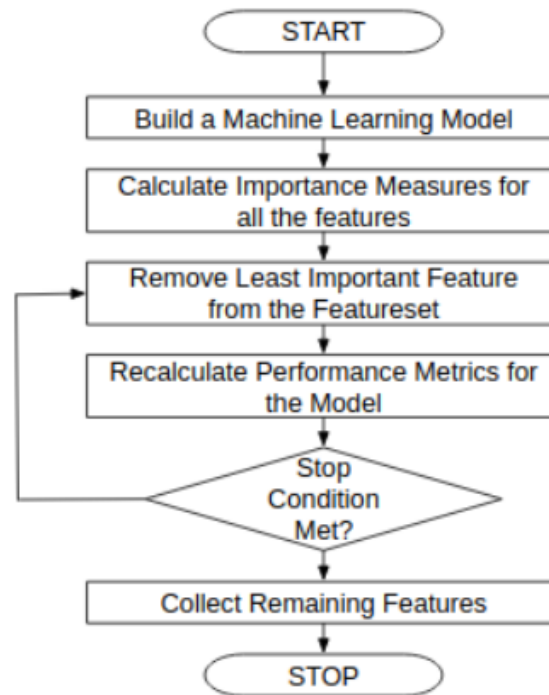 START
Build a Machine Learning Model
Calculate Importance Measures for
all the features
Remove Least Important Feature
from the Featureset
Recalculate Performance Metrics for
the Model
Stop
Condition
Met?
Collect Remaining Features
STOP